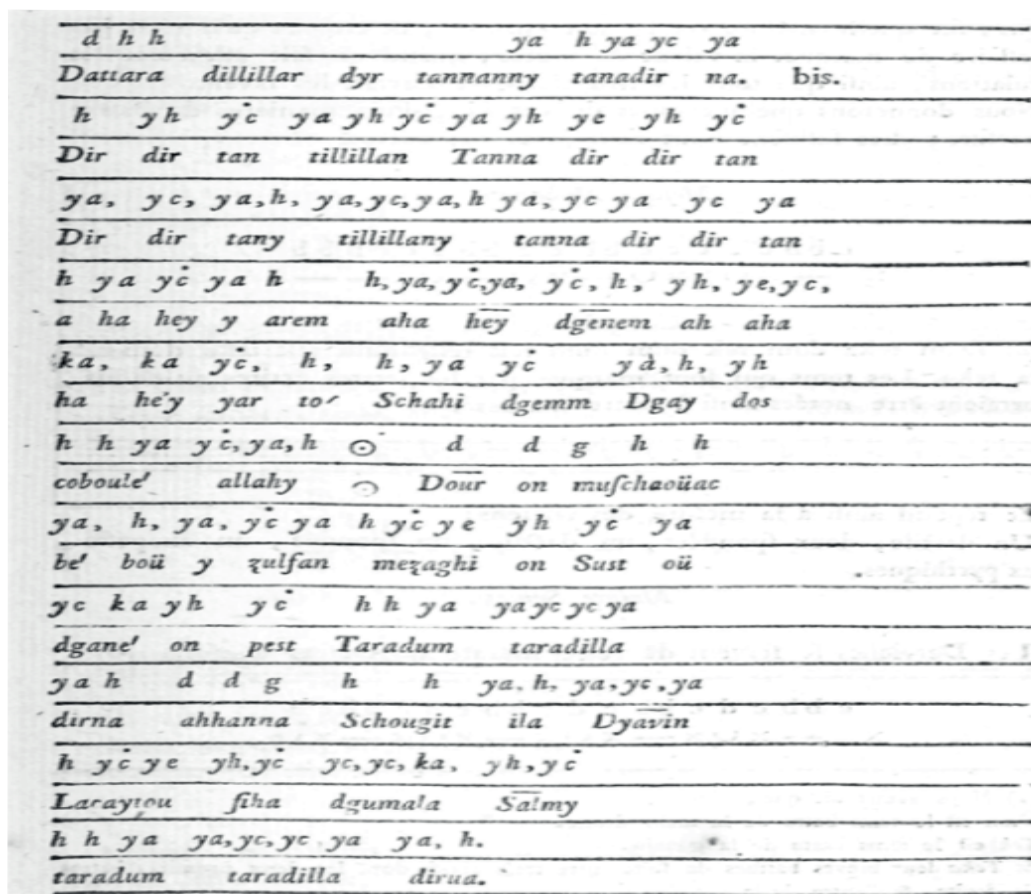 d h h ya h ya yc ya
Dattara dillillar dyr tannanny tanadir na. bis.
h yh yc̈ ya yh yc̈ ya yh ye yh yc̈
Dir dir tan tillillan Tanna dir dir tan
ya, yc, ya, h, ya, yc, ya, h ya, yc ya yc ya
Dir dir tany tillillany tanna dir dir tan
h ya yc̈ ya h h, ya, yc̈, ya, yc̈, h, yh, ye, yc,
a ha hey y arem aha hey dgenem ah aha
ka, ka yc̈, h, h, ya yc̈ yà, h, yh
ha he'y yar to' Schahi dgemm Dgay dos
h h ya yc̈, ya, h ⊙ d d g h h
coboule' allahy Dour on muſchaoüac
ya, h, ya, yc̈ ya h yc̈ ye yh yc̈ ya
be' boü y zulfan mezaghi on Sust oü
yc ka yh yc̈ h h ya ya yc yc ya
dgane' on pest Taradum taradilla
ya h d d g h h ya, h, ya, yc, ya
dirna ahhanna Schougit ila Dyavin
h yc̈ ye yh, yc̈ yc, yc, ka, yh, yc̈
Laraytou fiha dgumala Salmy
h h ya ya, yc, yc, ya ya, h.
taradum taradilla dirua.